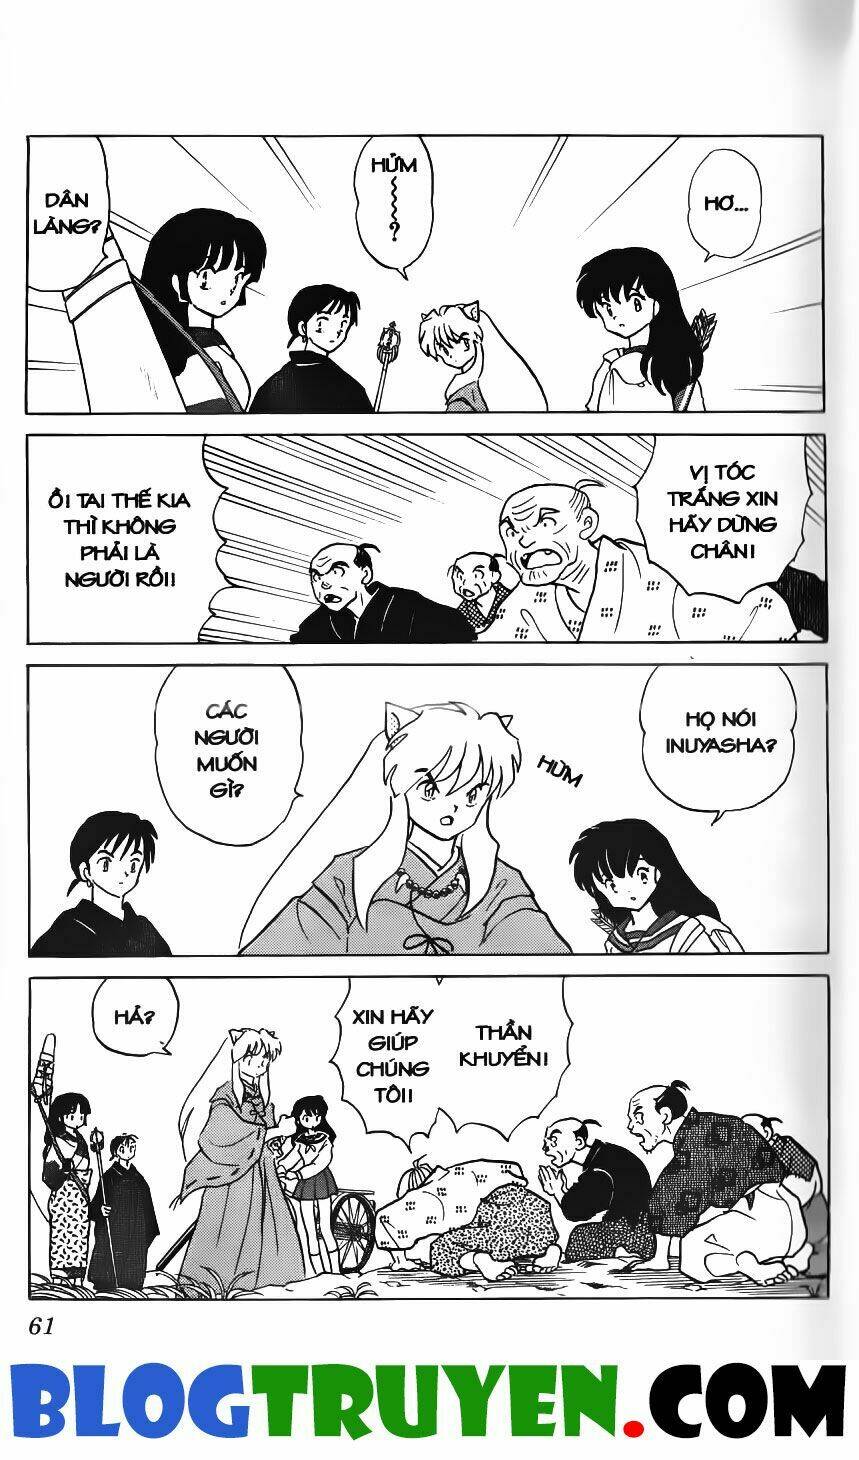 HƠ...
HỬM
?
DÂN
LÀNG?
VỊ TÓC
TRẮNG XIN
HÃY DỪNG
CHÂN!
ỒI TAI THẾ KIA
THÌ KHÔNG
PHẢI LÀ
NGƯỜI RỒI!
HỌ NÓI
INUYASHA?
HỪM
CÁC
NGƯỜI
MUỐN
GÌ?
THẦN
KHUYỂN!
XIN HÃY
GIÚP
CHÚNG
TÔI!
HẢ?
61
BLOGTRUYEN.COM